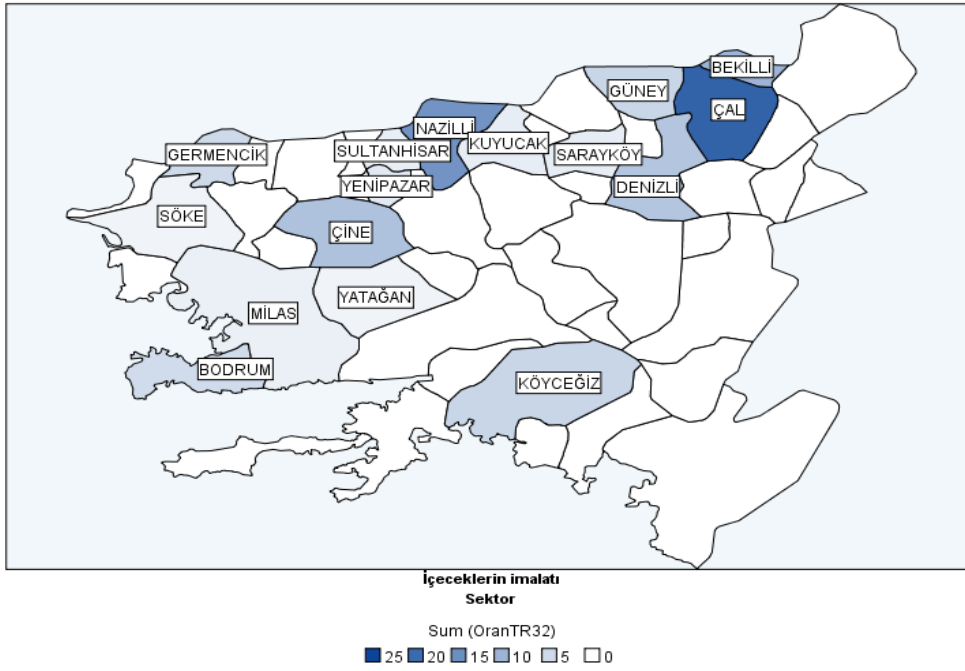 BEKİLLİ
GÜNEY
ÇAL
NAZİLLİ
KUYUCAK
GERMENCİK
SULTANHİSAR
SARAYKÖY
YENİPAZAR
DENİZLİ
SÖKE
ÇİNE
YATAĞAN
MİLAS
BODRUM
KÖYCEĞİZ
İçeceklerin imalatı
Sektor
Sum (OranTR32)
25 20 15 10 5 0